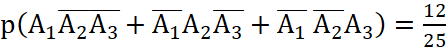 p(A₁A̅₂A̅₃ + A̅₁A₂A̅₃ + A̅₁ A̅₂A₃) = 12/25